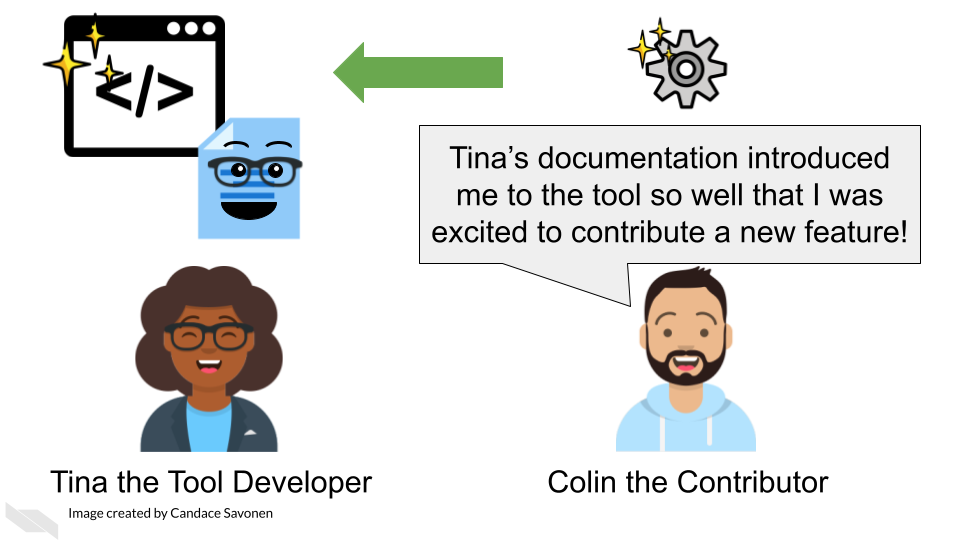 </>
Tina's documentation introduced
me to the tool so well that I was
excited to contribute a new feature!
Tina the Tool Developer
Colin the Contributor
Image created by Candace Savonen